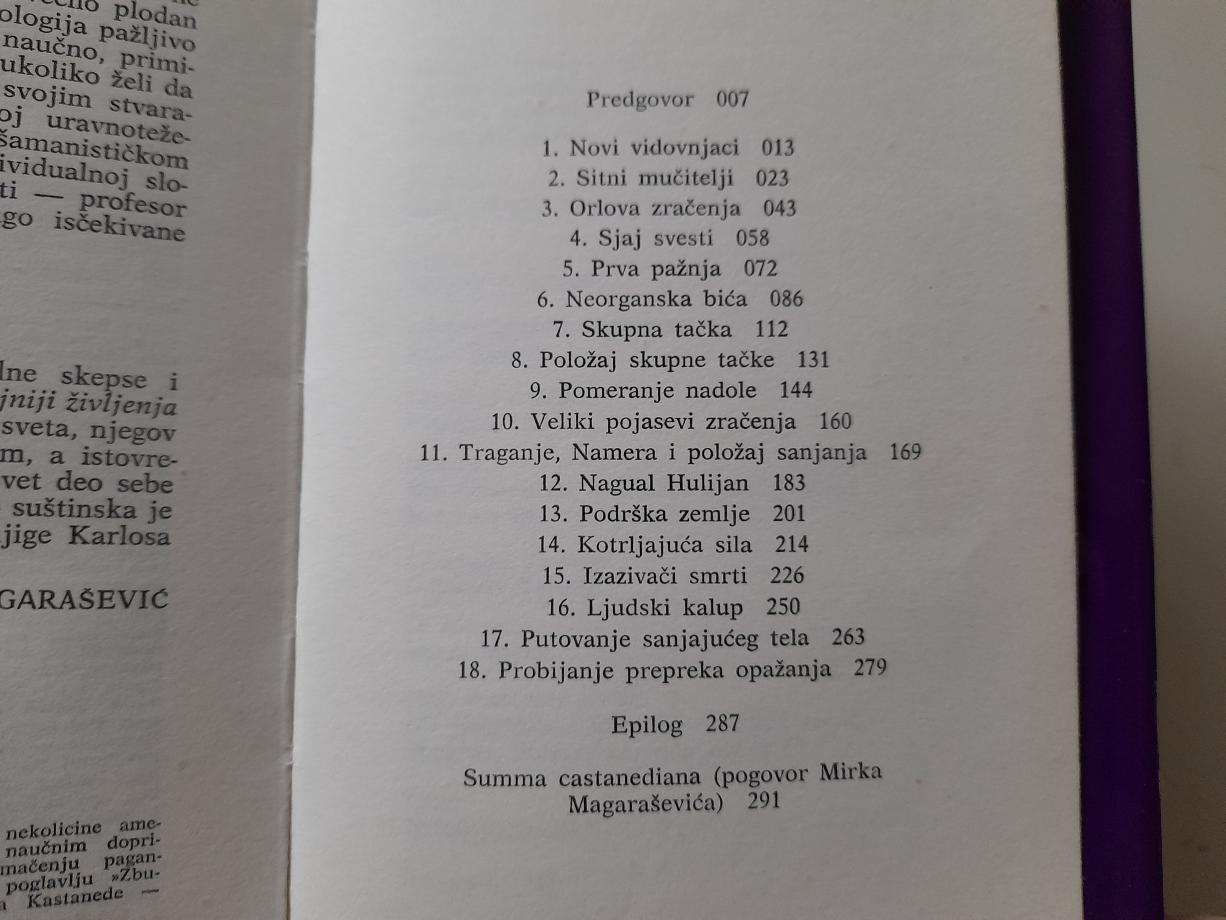 plodan
ologija pažljivo
naučno, primi-
ukoliko želi da
svojim stvara-
oj uravnoteže-
šamanističkom
ividualnoj slo-
ti — profesor
go isčekivane
lne skepse i
jniji življenja
sveta, njegov
m, a istovre-
vet deo sebe
suštinska je
jige Karlosa
GARAŠEVIĆ
nekolicine ame-
naučnim dopri-
mačenju pagan-
poglavlju »Zbu-
a Kastanede —
Predgovor 007
1. Novi vidovnjaci 013
2. Sitni mučitelji 023
3. Orlova zračenja 043
4. Sjaj svesti 058
5. Prva pažnja 072
6. Neorganska bića 086
7. Skupna tačka 112
8. Položaj skupne tačke 131
9. Pomeranje nadole 144
10. Veliki pojasevi zračenja 160
11. Traganje, Namera i položaj sanjanja 169
12. Nagual Hulijan 183
13. Podrška zemlje 201
14. Kotrljajuća sila 214
15. Izazivači smrti 226
16. Ljudski kalup 250
17. Putovanje sanjajućeg tela 263
18. Probijanje prepreka opažanja 279
Epilog 287
Summa castanediana (pogovor Mirka
Magaraševića) 291